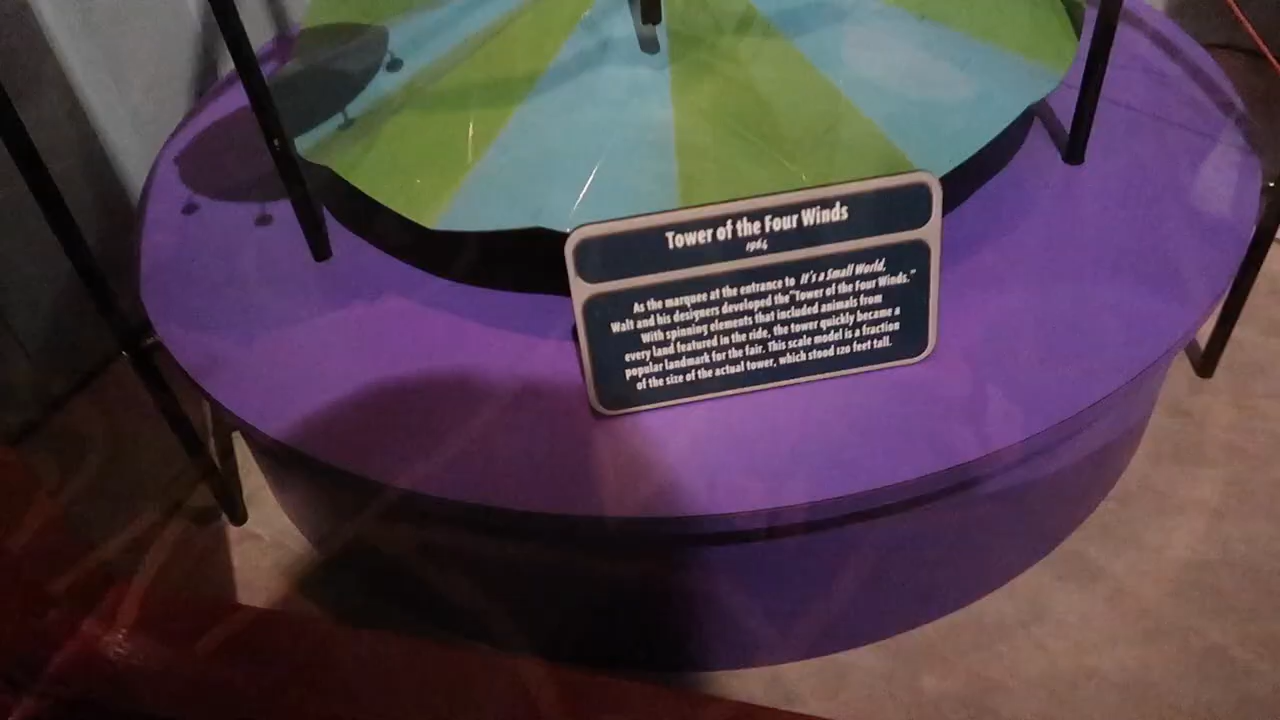 Tower of the Four Winds
1964
As the marquee at the entrance to It's a Small World,
Walt and his designers developed the "Tower of the Four Winds."
With spinning elements that included animals from
every land featured in the ride, the tower quickly became a
popular landmark for the fair. This scale model is a fraction
of the size of the actual tower, which stood 120 feet tall.